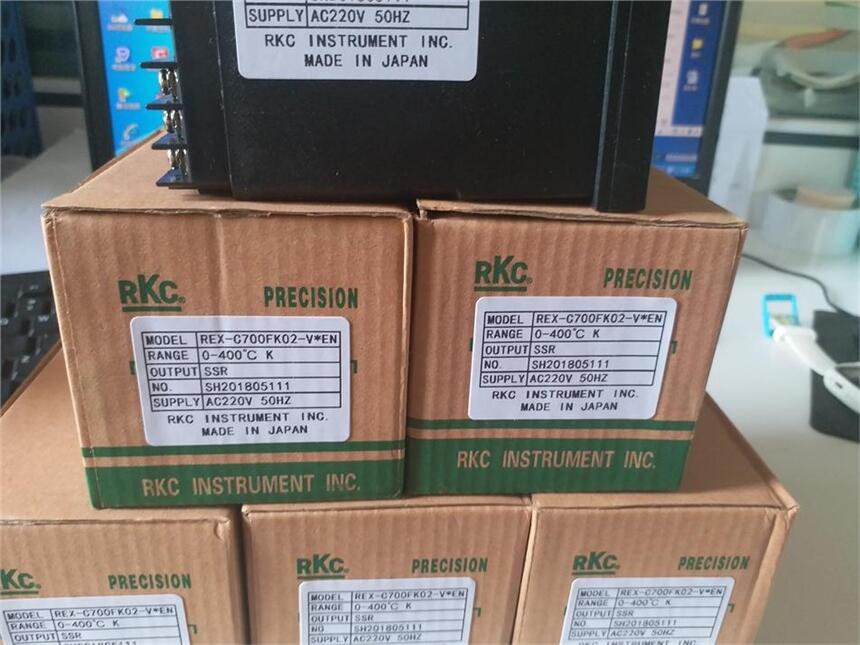 SUPPLY AC220V 50HZ
RKC INSTRUMENT INC.
MADE IN JAPAN
RKC PRECISION
MODEL REX-C700FK02-V*EN
RANGE 0-400°C K
OUTPUT SSR
NO. SH201805111
SUPPLY AC220V 50HZ
RKC INSTRUMENT INC.
MADE IN JAPAN
RKC INSTRUMENT INC.
RKC PRECISION
MODEL REX-C700FK02-V*EN
RANGE 0-400°C K
OUTPUT SSR
NO. SH201805111
SUPPLY AC220V 50HZ
RKC INSTRUMENT INC.
MADE IN JAPAN
RKC INSTRUMENT INC.
KC PRECISION
MODEL REX-C700FK02-V*EN
RANGE 0-400°C K
OUTPUT SSR
RKC PRECISION
MODEL REX-C700FK02-V*EN
RANGE 0-400°C K
OUTPUT SSR
NO SH201805111
SUPPLY AC220V 50HZ
RKC PRECISION
MODEL REX-C700FK02-V*EN
RANGE 0-400°C K
OUTPUT SSR
NO. SH201805111
SUPPLY AC220V 50HZ